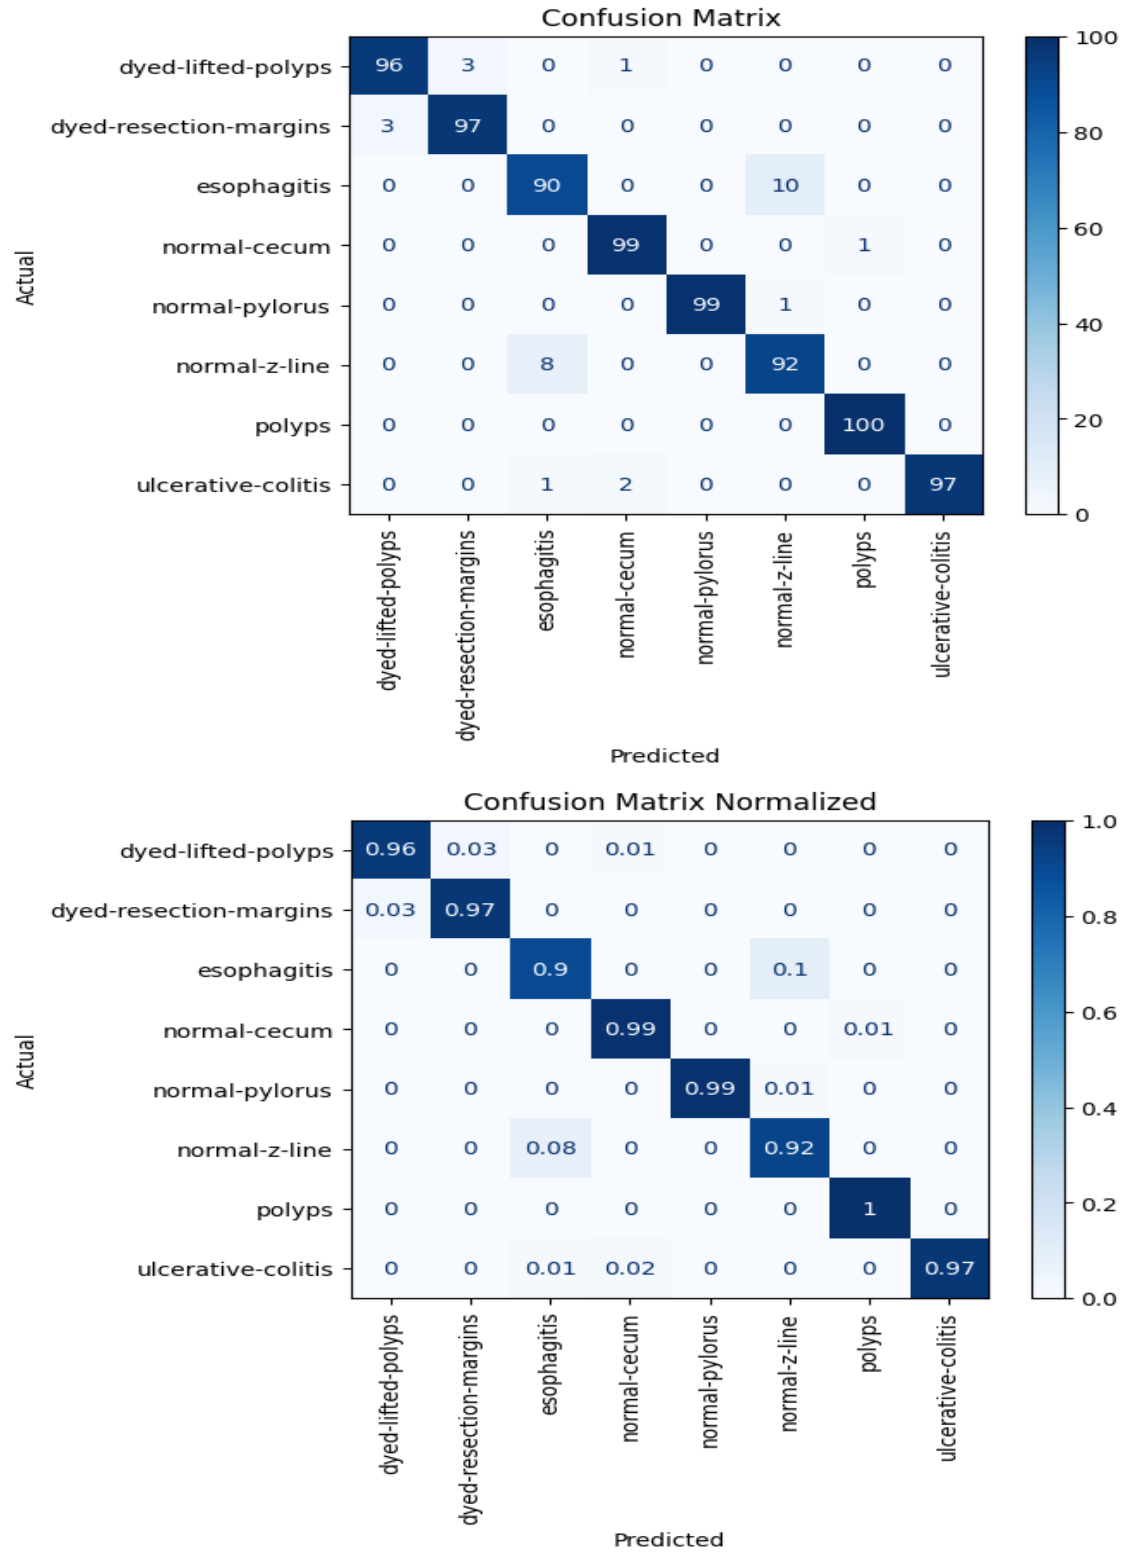 Confusion Matrix
Actual
dyed-lifted-polyps 96 3 0 1 0 0 0 0
dyed-resection-margins 3 97 0 0 0 0 0 0
esophagitis 0 0 90 0 0 10 0 0
normal-cecum 0 0 0 99 0 0 1 0
normal-pylorus 0 0 0 0 99 1 0 0
normal-z-line 0 0 8 0 0 92 0 0
polyps 0 0 0 0 0 0 100 0
ulcerative-colitis 0 0 1 2 0 0 0 97
dyed-lifted-polyps dyed-resection-margins esophagitis normal-cecum normal-pylorus normal-z-line polyps ulcerative-colitis
Predicted
100
80
60
40
20
0
Confusion Matrix Normalized
Actual
dyed-lifted-polyps 0.96 0.03 0 0.01 0 0 0 0
dyed-resection-margins 0.03 0.97 0 0 0 0 0 0
esophagitis 0 0 0.9 0 0 0.1 0 0
normal-cecum 0 0 0 0.99 0 0 0.01 0
normal-pylorus 0 0 0 0 0.99 0.01 0 0
normal-z-line 0 0 0.08 0 0 0.92 0 0
polyps 0 0 0 0 0 0 1 0
ulcerative-colitis 0 0 0.01 0.02 0 0 0 0.97
dyed-lifted-polyps dyed-resection-margins esophagitis normal-cecum normal-pylorus normal-z-line polyps ulcerative-colitis
Predicted
1.0
0.8
0.6
0.4
0.2
0.0